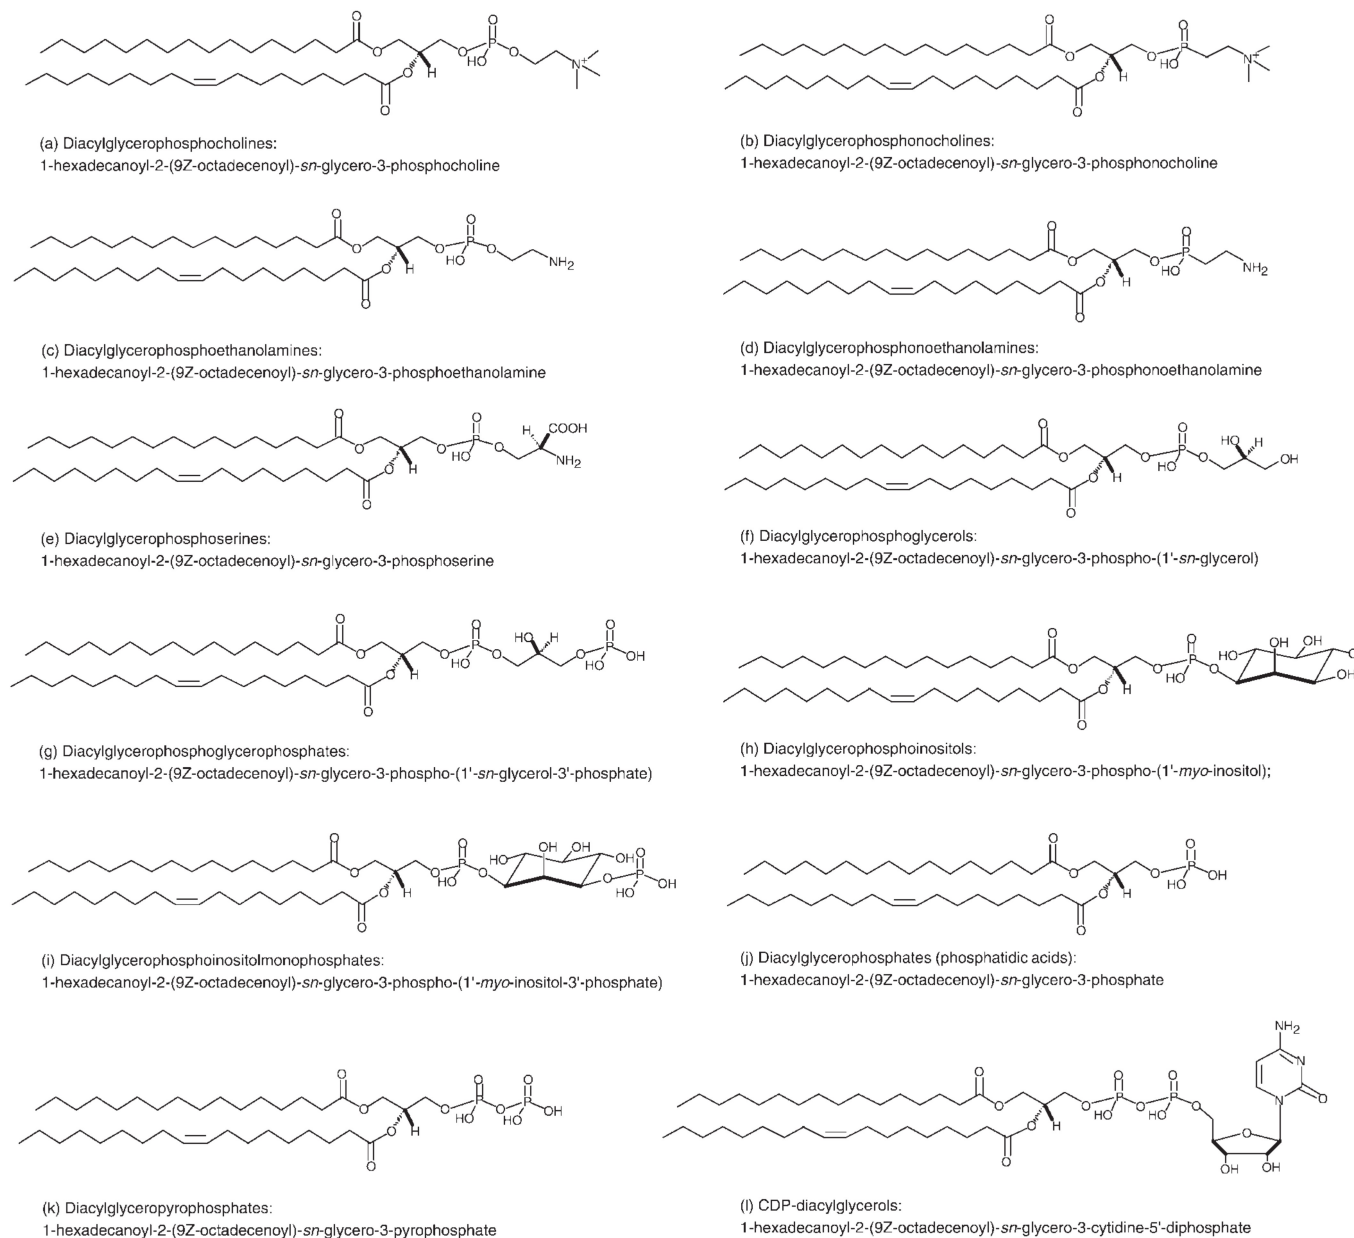 (a) Diacylglycerophosphocholines:
1-hexadecanoyl-2-(9Z-octadecenoyl)-sn-glycero-3-phosphocholine
(b) Diacylglycerophosphonocholines:
1-hexadecanoyl-2-(9Z-octadecenoyl)-sn-glycero-3-phosphonocholine
(c) Diacylglycerophosphoethanolamines:
1-hexadecanoyl-2-(9Z-octadecenoyl)-sn-glycero-3-phosphoethanolamine
(d) Diacylglycerophosphonoethanolamines:
1-hexadecanoyl-2-(9Z-octadecenoyl)-sn-glycero-3-phosphonoethanolamine
(e) Diacylglycerophosphoserines:
1-hexadecanoyl-2-(9Z-octadecenoyl)-sn-glycero-3-phosphoserine
(f) Diacylglycerophosphoglycerols:
1-hexadecanoyl-2-(9Z-octadecenoyl)-sn-glycero-3-phospho-(1'-sn-glycerol)
(g) Diacylglycerophosphoglycerophosphates:
1-hexadecanoyl-2-(9Z-octadecenoyl)-sn-glycero-3-phospho-(1'-sn-glycerol-3'-phosphate)
(h) Diacylglycerophosphoinositols:
1-hexadecanoyl-2-(9Z-octadecenoyl)-sn-glycero-3-phospho-(1'-myo-inositol);
(i) Diacylglycerophosphoinositolmonophosphates:
1-hexadecanoyl-2-(9Z-octadecenoyl)-sn-glycero-3-phospho-(1'-myo-inositol-3'-phosphate)
(j) Diacylglycerophosphates (phosphatidic acids):
1-hexadecanoyl-2-(9Z-octadecenoyl)-sn-glycero-3-phosphate
(k) Diacylglyceropyrophosphates:
1-hexadecanoyl-2-(9Z-octadecenoyl)-sn-glycero-3-pyrophosphate
(l) CDP-diacylglycerols:
1-hexadecanoyl-2-(9Z-octadecenoyl)-sn-glycero-3-cytidine-5'-diphosphate